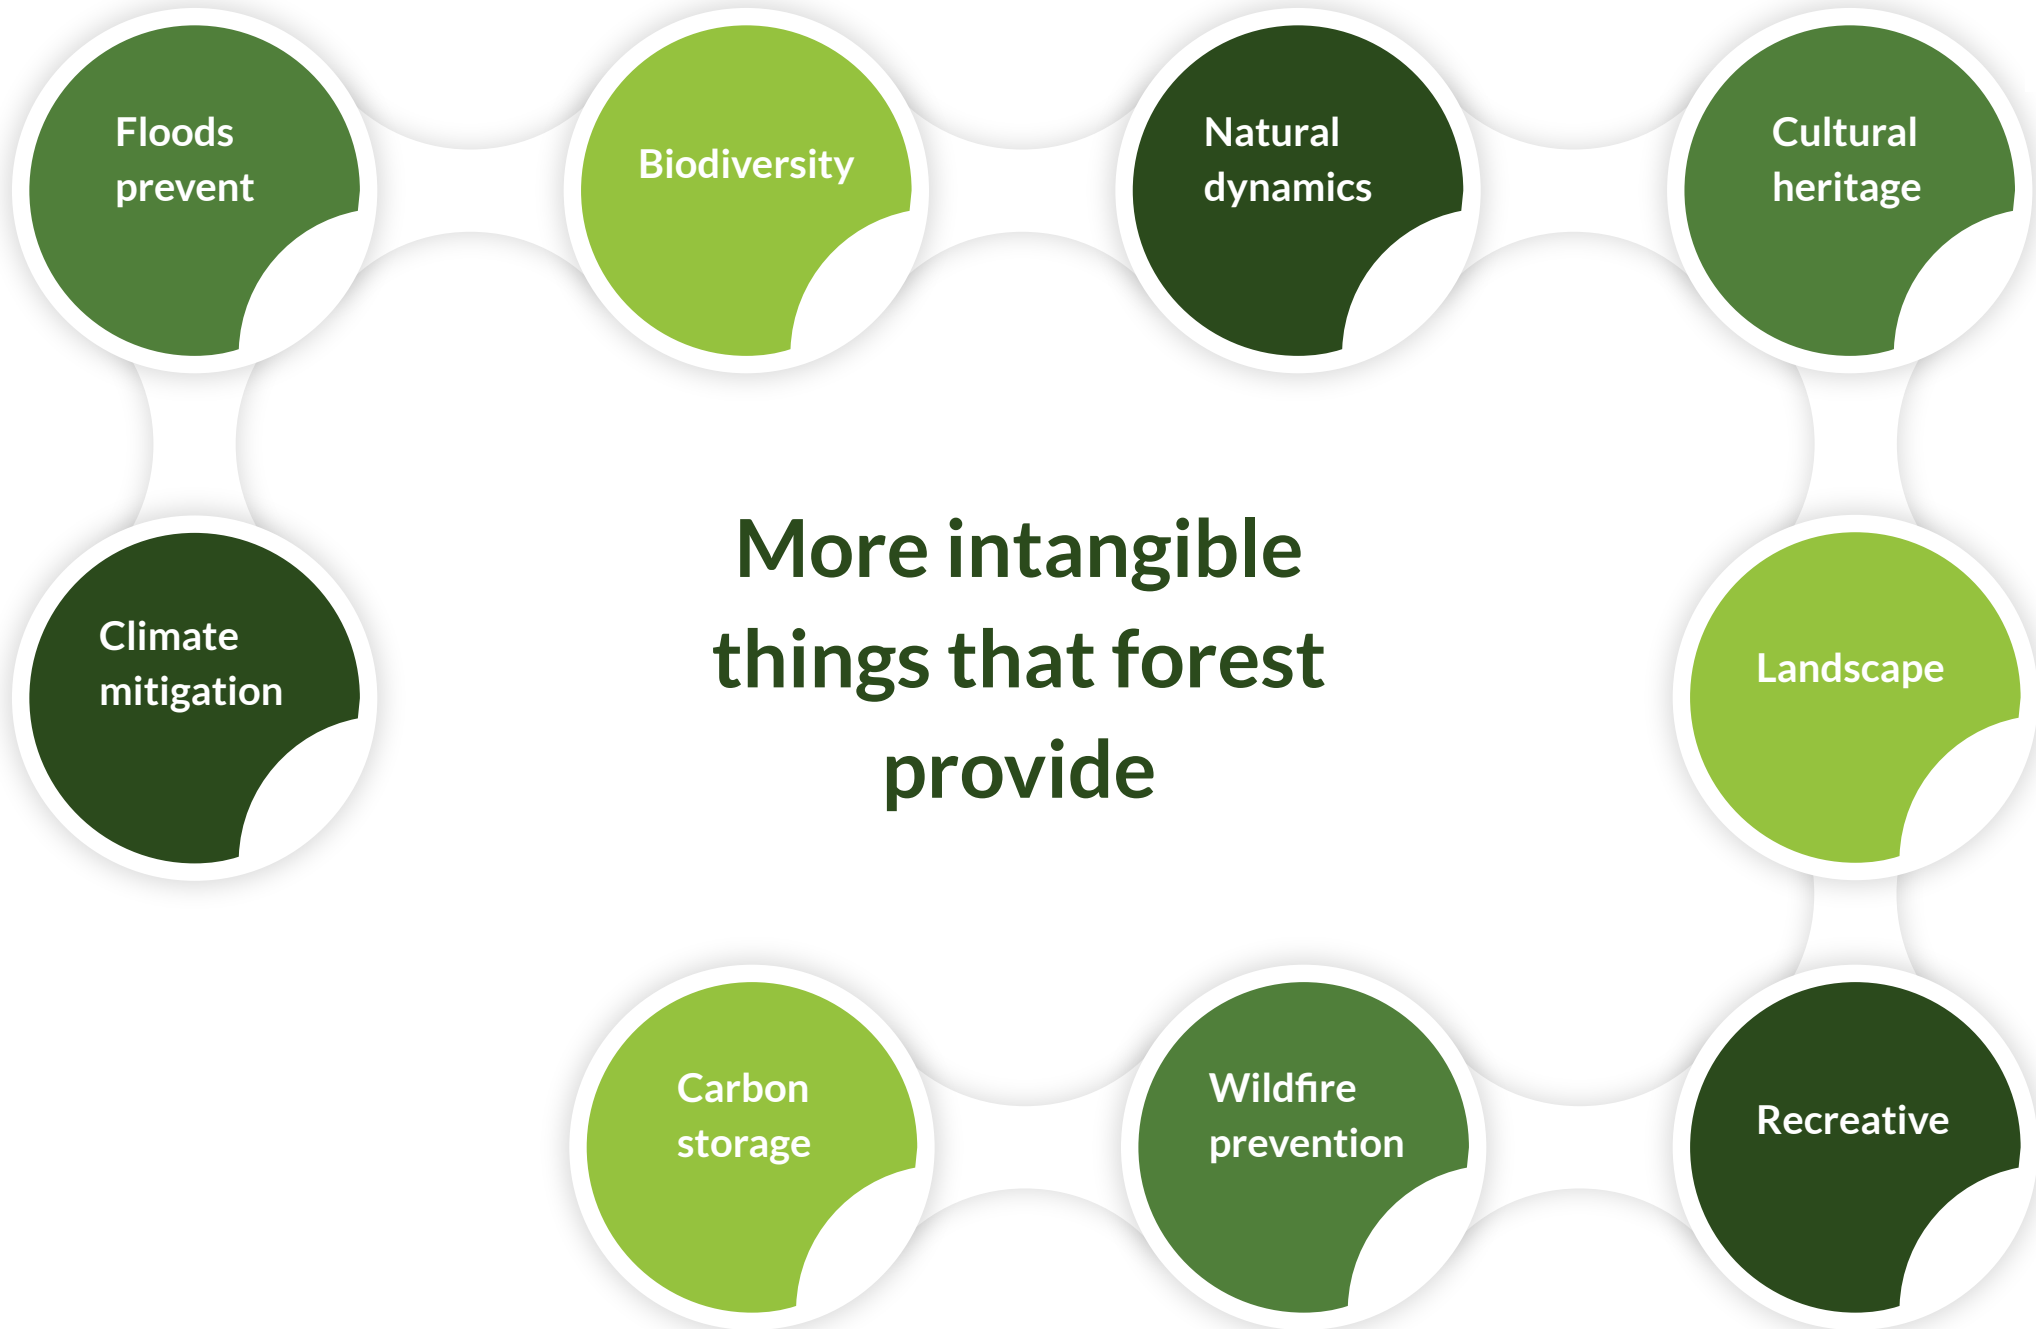 Floods
prevent
Biodiversity
Natural
dynamics
Cultural
heritage
More intangible
things that forest
provide
Climate
mitigation
Landscape
Carbon
storage
Wildfire
prevention
Recreative